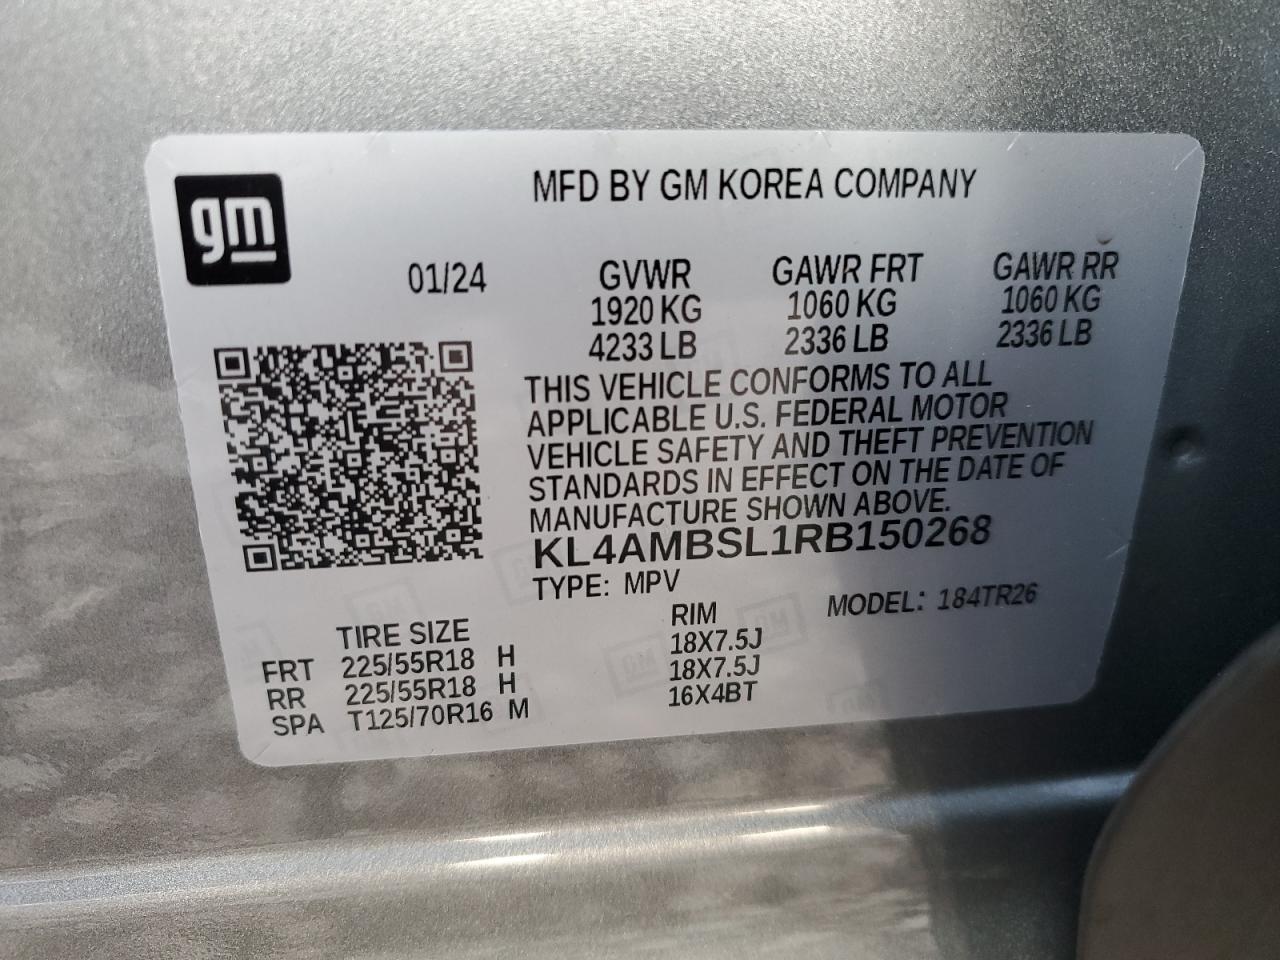 gm
MFD BY GM KOREA COMPANY
01/24 GVWR GAWR FRT GAWR RR
1920 KG 1060 KG 1060 KG
4233 LB 2336 LB 2336 LB
THIS VEHICLE CONFORMS TO ALL
APPLICABLE U.S. FEDERAL MOTOR
VEHICLE SAFETY AND THEFT PREVENTION
STANDARDS IN EFFECT ON THE DATE OF
MANUFACTURE SHOWN ABOVE.
KL4AMBSL1RB150268
TYPE: MPV MODEL: 184TR26
TIRE SIZE RIM
FRT 225/55R18 H 18X7.5J
RR 225/55R18 H 18X7.5J
SPA T125/70R16 M 16X4BT